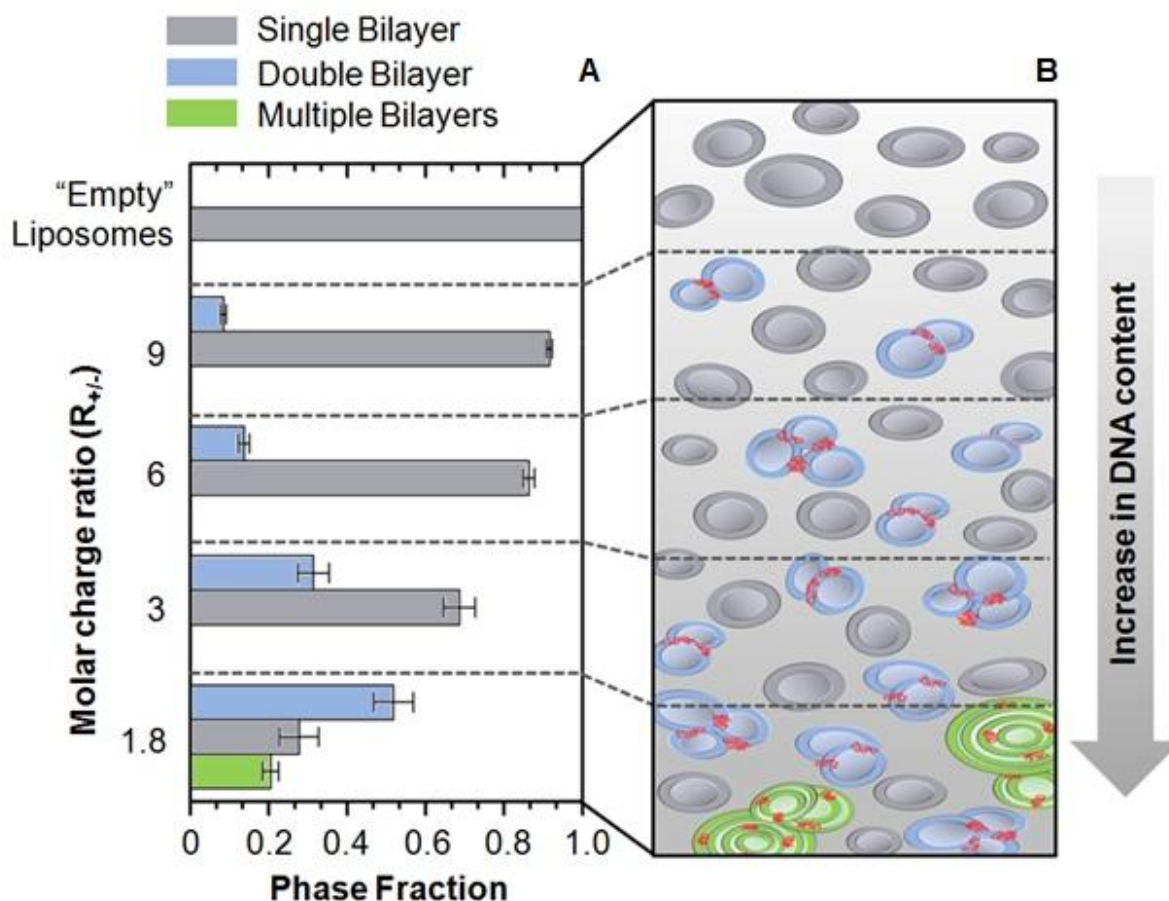 Single Bilayer
Double Bilayer
Multiple Bilayers
A
B
“Empty”
Liposomes
9
6
3
1.8
Molar charge ratio (R+/-)
0
0.2
0.4
0.6
0.8
1.0
Phase Fraction
Increase in DNA content